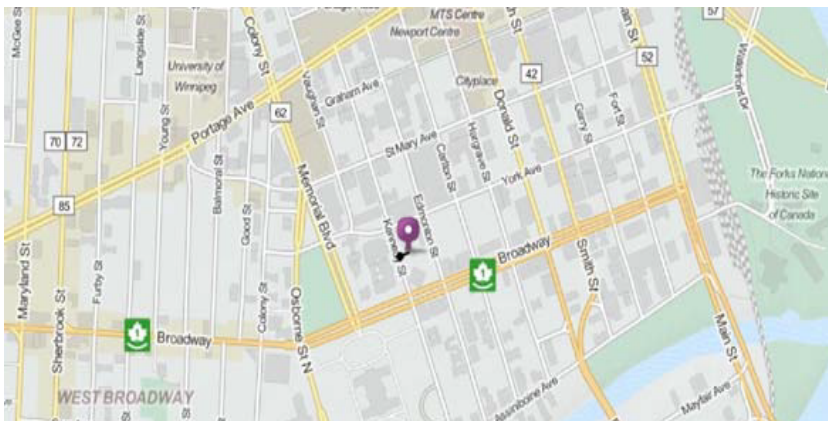 McGee St
Langside St
Colony St
MTS Centre
Newport Centre
57
University of
Winnipeg
Vaughan St
Graham Ave
Cityplace
42
52
Waterfront Dr
62
Portage Ave
Young St
Donald St
Fort St
Garry St
70
72
St Mary Ave
Hargrave St
Carlton St
York Ave
Balmoral St
Memorial Blvd
The Forks Nation
Historic Site
of Canada
85
Good St
Edmonton St
St
Maryland St
Sherbrook St
Furby St
Colony St
Osborne St N
1
Broadway
Smith St
1
Broadway
Main St
WEST BROADWAY
Assiniboine Ave
Mayfair Ave